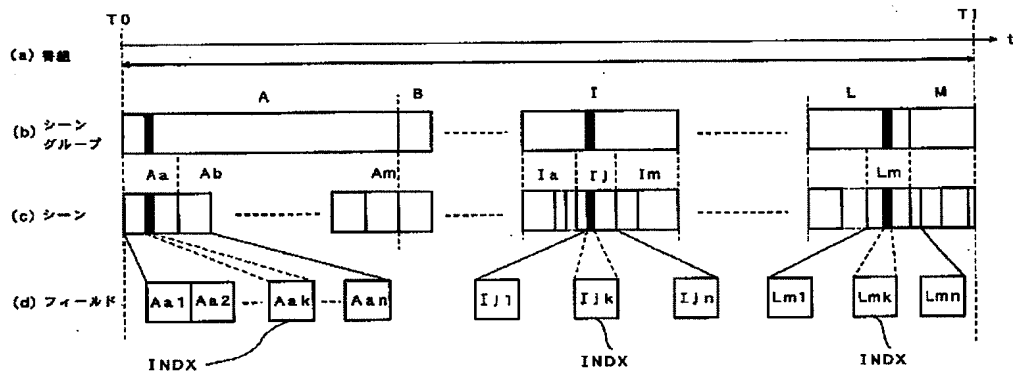 T0 T1
t
(a) 番組
A B I L M
(b) シーン
グループ
Aa Ab Am Ia Ij Im Lm
(c) シーン
(d) フィールド Aa1 Aa2 Aak Aan Ij1 Ijk Ijn Lm1 Lmk Lmn
INDX INDX INDX